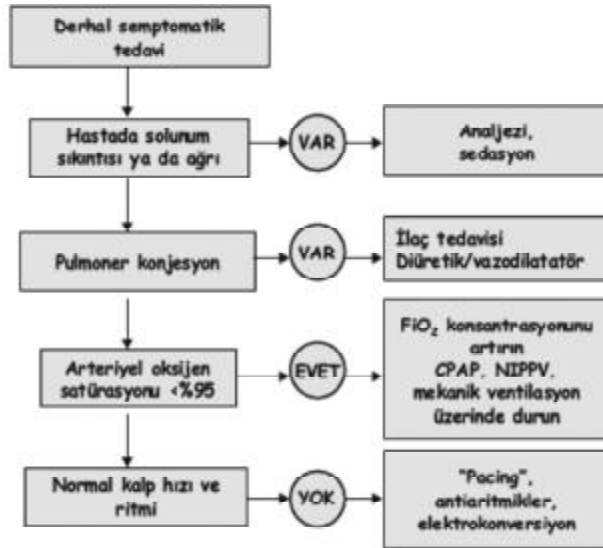 Derhal semptomatik
tedavi
Hastada solunum
sıkıntısı ya da ağrı
VAR
Analjezi,
sedasyon
Pulmoner konjesyon
VAR
İlaç tedavisi
Diüretik/vazodilatatör
Arteriyel oksijen
satürasyonu <%95
EVET
FiO₂ konsantrasyonunu
artırın
CPAP, NIPPV,
mekanik ventilasyon
üzerinde durun
Normal kalp hızı ve
ritmi
YOK
"Pacing",
antiaritmikler,
elektrokonversiyon